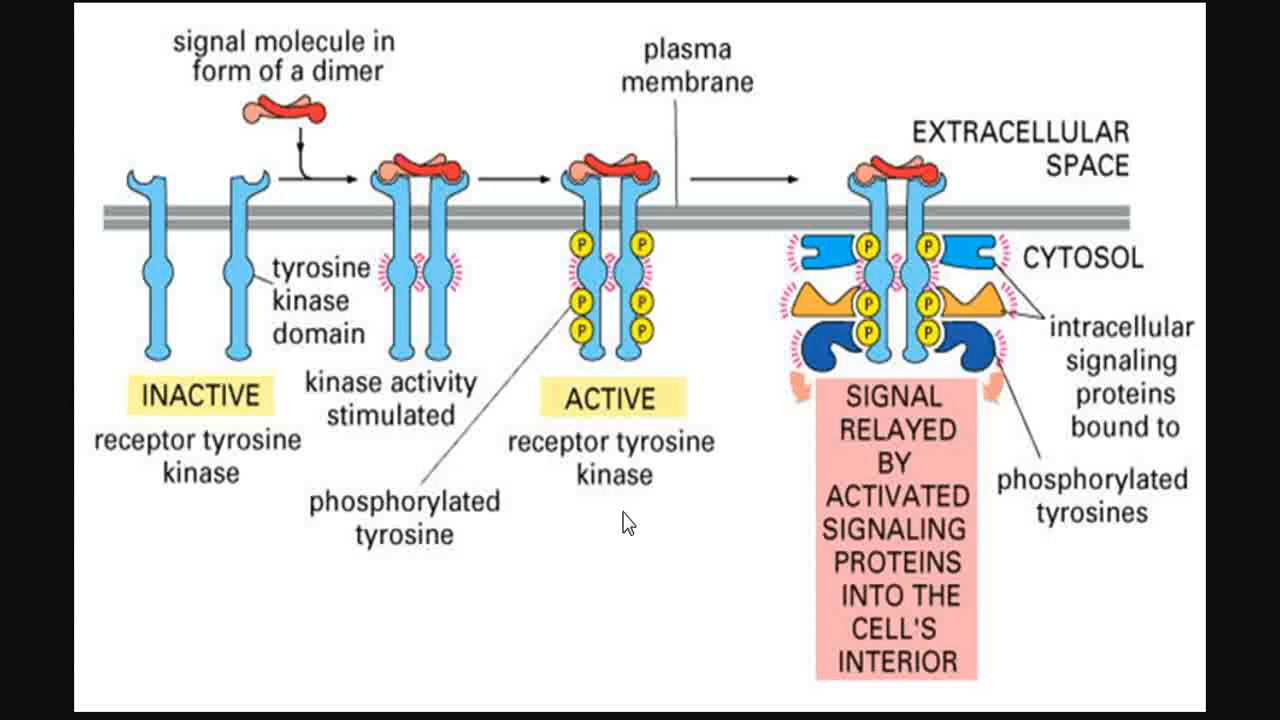 signal molecule in
form of a dimer
plasma
membrane
EXTRACELLULAR
SPACE
CYTOSOL
tyrosine
kinase
domain
INACTIVE
receptor tyrosine
kinase
kinase activity
stimulated
P
P
P
P
P
P
ACTIVE
receptor tyrosine
kinase
phosphorylated
tyrosine
P
P
P
P
P
P
intracellular
signaling
proteins
bound to
phosphorylated
tyrosines
SIGNAL
RELAYED
BY
ACTIVATED
SIGNALING
PROTEINS
INTO THE
CELL'S
INTERIOR